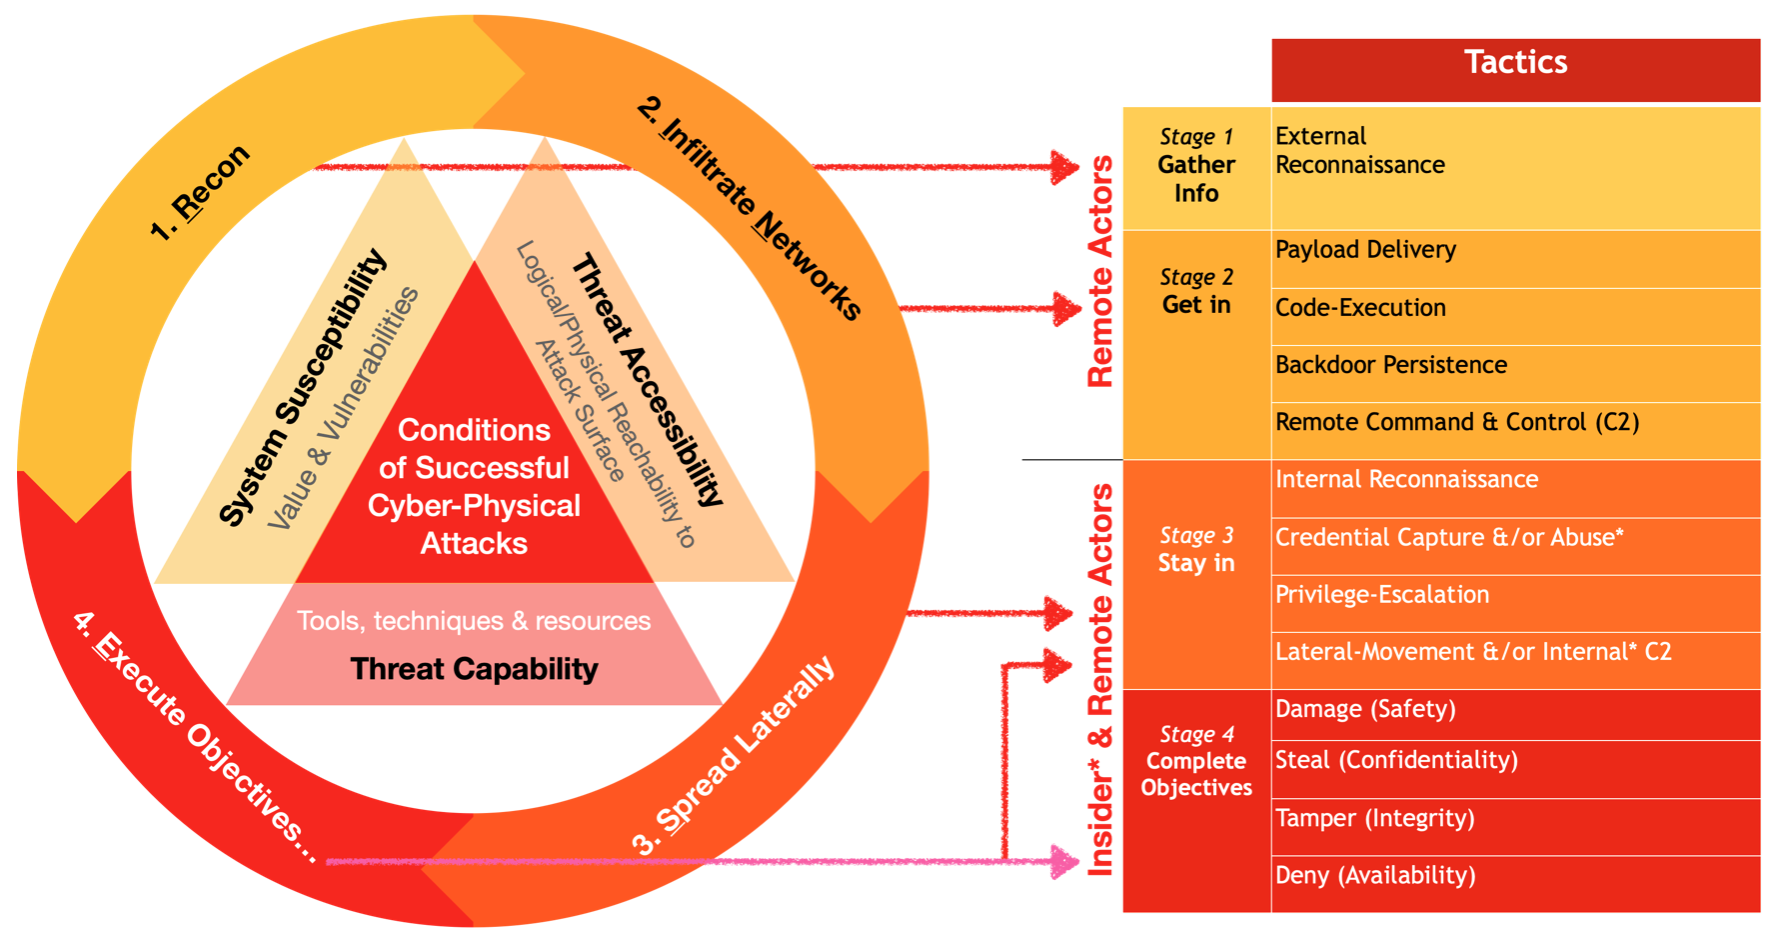 1. Recon
2. Infiltrate Networks
3. Spread Laterally
4. Execute Objectives...
System Susceptibility
Value & Vulnerabilities
Threat Accessibility
Logical/Physical Reachability to
Attack Surface
Conditions
of Successful
Cyber-Physical
Attacks
Tools, techniques & resources
Threat Capability
Remote Actors
Insider* & Remote Actors
Tactics
Stage 1
Gather
Info
External
Reconnaissance
Stage 2
Get in
Payload Delivery
Code-Execution
Backdoor Persistence
Remote Command & Control (C2)
Stage 3
Stay in
Internal Reconnaissance
Credential Capture &/or Abuse*
Privilege-Escalation
Lateral-Movement &/or Internal* C2
Stage 4
Complete
Objectives
Damage (Safety)
Steal (Confidentiality)
Tamper (Integrity)
Deny (Availability)